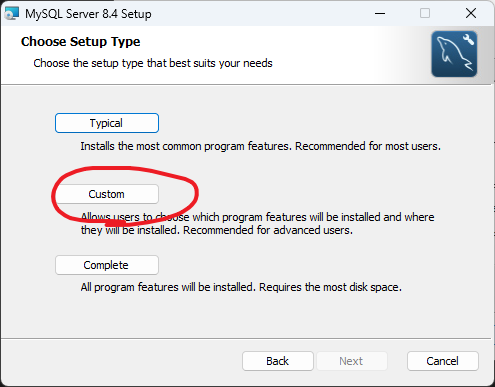 MySQL Server 8.4 Setup
Choose Setup Type
Choose the setup type that best suits your needs
Typical
Installs the most common program features. Recommended for most users.
Custom
Allows users to choose which program features will be installed and where
they will be installed. Recommended for advanced users.
Complete
All program features will be installed. Requires the most disk space.
Back Next Cancel